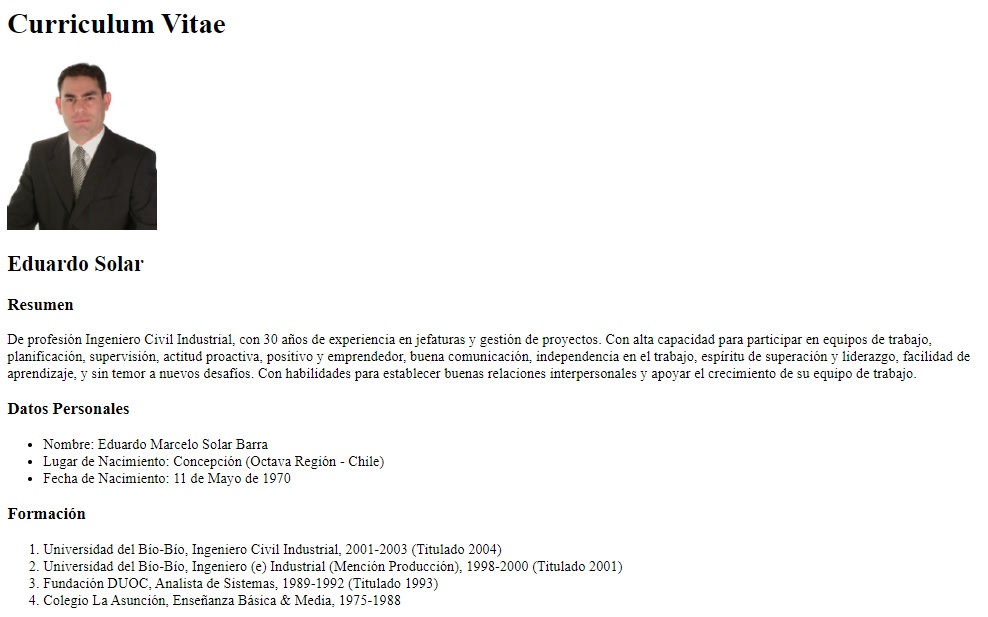 Curriculum Vitae
Eduardo Solar
Resumen
De profesión Ingeniero Civil Industrial, con 30 años de experiencia en jefaturas y gestión de proyectos. Con alta capacidad para participar en equipos de trabajo,
planificación, supervisión, actitud proactiva, positivo y emprendedor, buena comunicación, independencia en el trabajo, espíritu de superación y liderazgo, facilidad de
aprendizaje, y sin temor a nuevos desafíos. Con habilidades para establecer buenas relaciones interpersonales y apoyar el crecimiento de su equipo de trabajo.
Datos Personales
• Nombre: Eduardo Marcelo Solar Barra
• Lugar de Nacimiento: Concepción (Octava Región - Chile)
• Fecha de Nacimiento: 11 de Mayo de 1970
Formación
1. Universidad del Bío-Bío, Ingeniero Civil Industrial, 2001-2003 (Titulado 2004)
2. Universidad del Bío-Bío, Ingeniero (e) Industrial (Mención Producción), 1998-2000 (Titulado 2001)
3. Fundación DUOC, Analista de Sistemas, 1989-1992 (Titulado 1993)
4. Colegio La Asunción, Enseñanza Básica & Media, 1975-1988